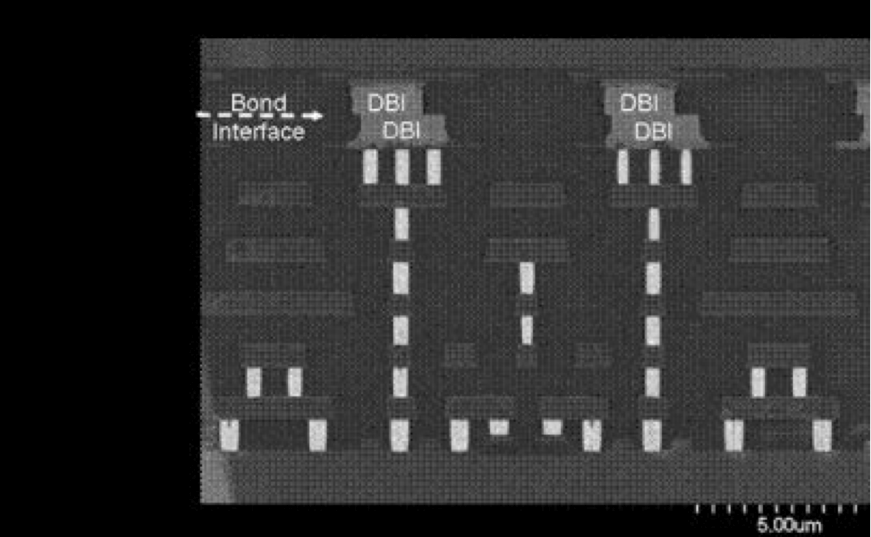 Bond
Interface
DBI
DBI
DBI
DBI
5.00um